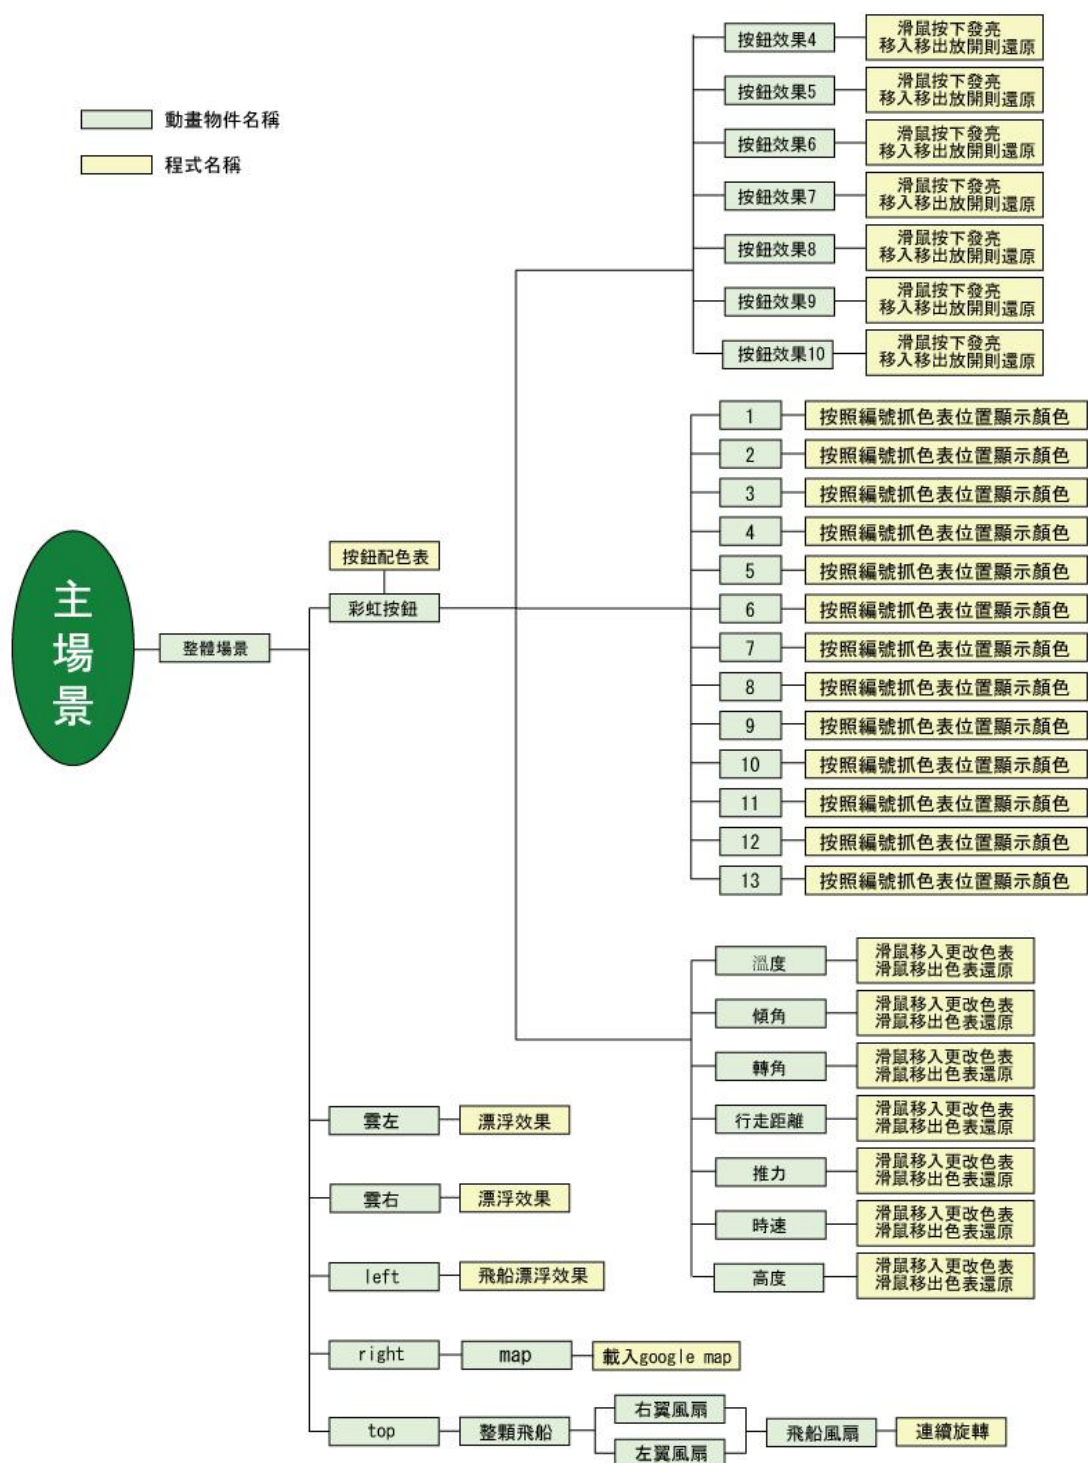 動畫物件名稱
程式名稱
主
場
景
整體場景
按鈕配色表
彩虹按鈕
按鈕效果4
滑鼠按下發亮
移入移出放開則還原
按鈕效果5
滑鼠按下發亮
移入移出放開則還原
按鈕效果6
滑鼠按下發亮
移入移出放開則還原
按鈕效果7
滑鼠按下發亮
移入移出放開則還原
按鈕效果8
滑鼠按下發亮
移入移出放開則還原
按鈕效果9
滑鼠按下發亮
移入移出放開則還原
按鈕效果10
滑鼠按下發亮
移入移出放開則還原
1
按照編號抓色表位置顯示顏色
2
按照編號抓色表位置顯示顏色
3
按照編號抓色表位置顯示顏色
4
按照編號抓色表位置顯示顏色
5
按照編號抓色表位置顯示顏色
6
按照編號抓色表位置顯示顏色
7
按照編號抓色表位置顯示顏色
8
按照編號抓色表位置顯示顏色
9
按照編號抓色表位置顯示顏色
10
按照編號抓色表位置顯示顏色
11
按照編號抓色表位置顯示顏色
12
按照編號抓色表位置顯示顏色
13
按照編號抓色表位置顯示顏色
溫度
滑鼠移入更改色表
滑鼠移出色表還原
傾角
滑鼠移入更改色表
滑鼠移出色表還原
轉角
滑鼠移入更改色表
滑鼠移出色表還原
行走距離
滑鼠移入更改色表
滑鼠移出色表還原
推力
滑鼠移入更改色表
滑鼠移出色表還原
時速
滑鼠移入更改色表
滑鼠移出色表還原
高度
滑鼠移入更改色表
滑鼠移出色表還原
雲左
漂浮效果
雲右
漂浮效果
left
飛船漂浮效果
right
map
載入google map
top
整顆飛船
右翼風扇
左翼風扇
飛船風扇
連續旋轉